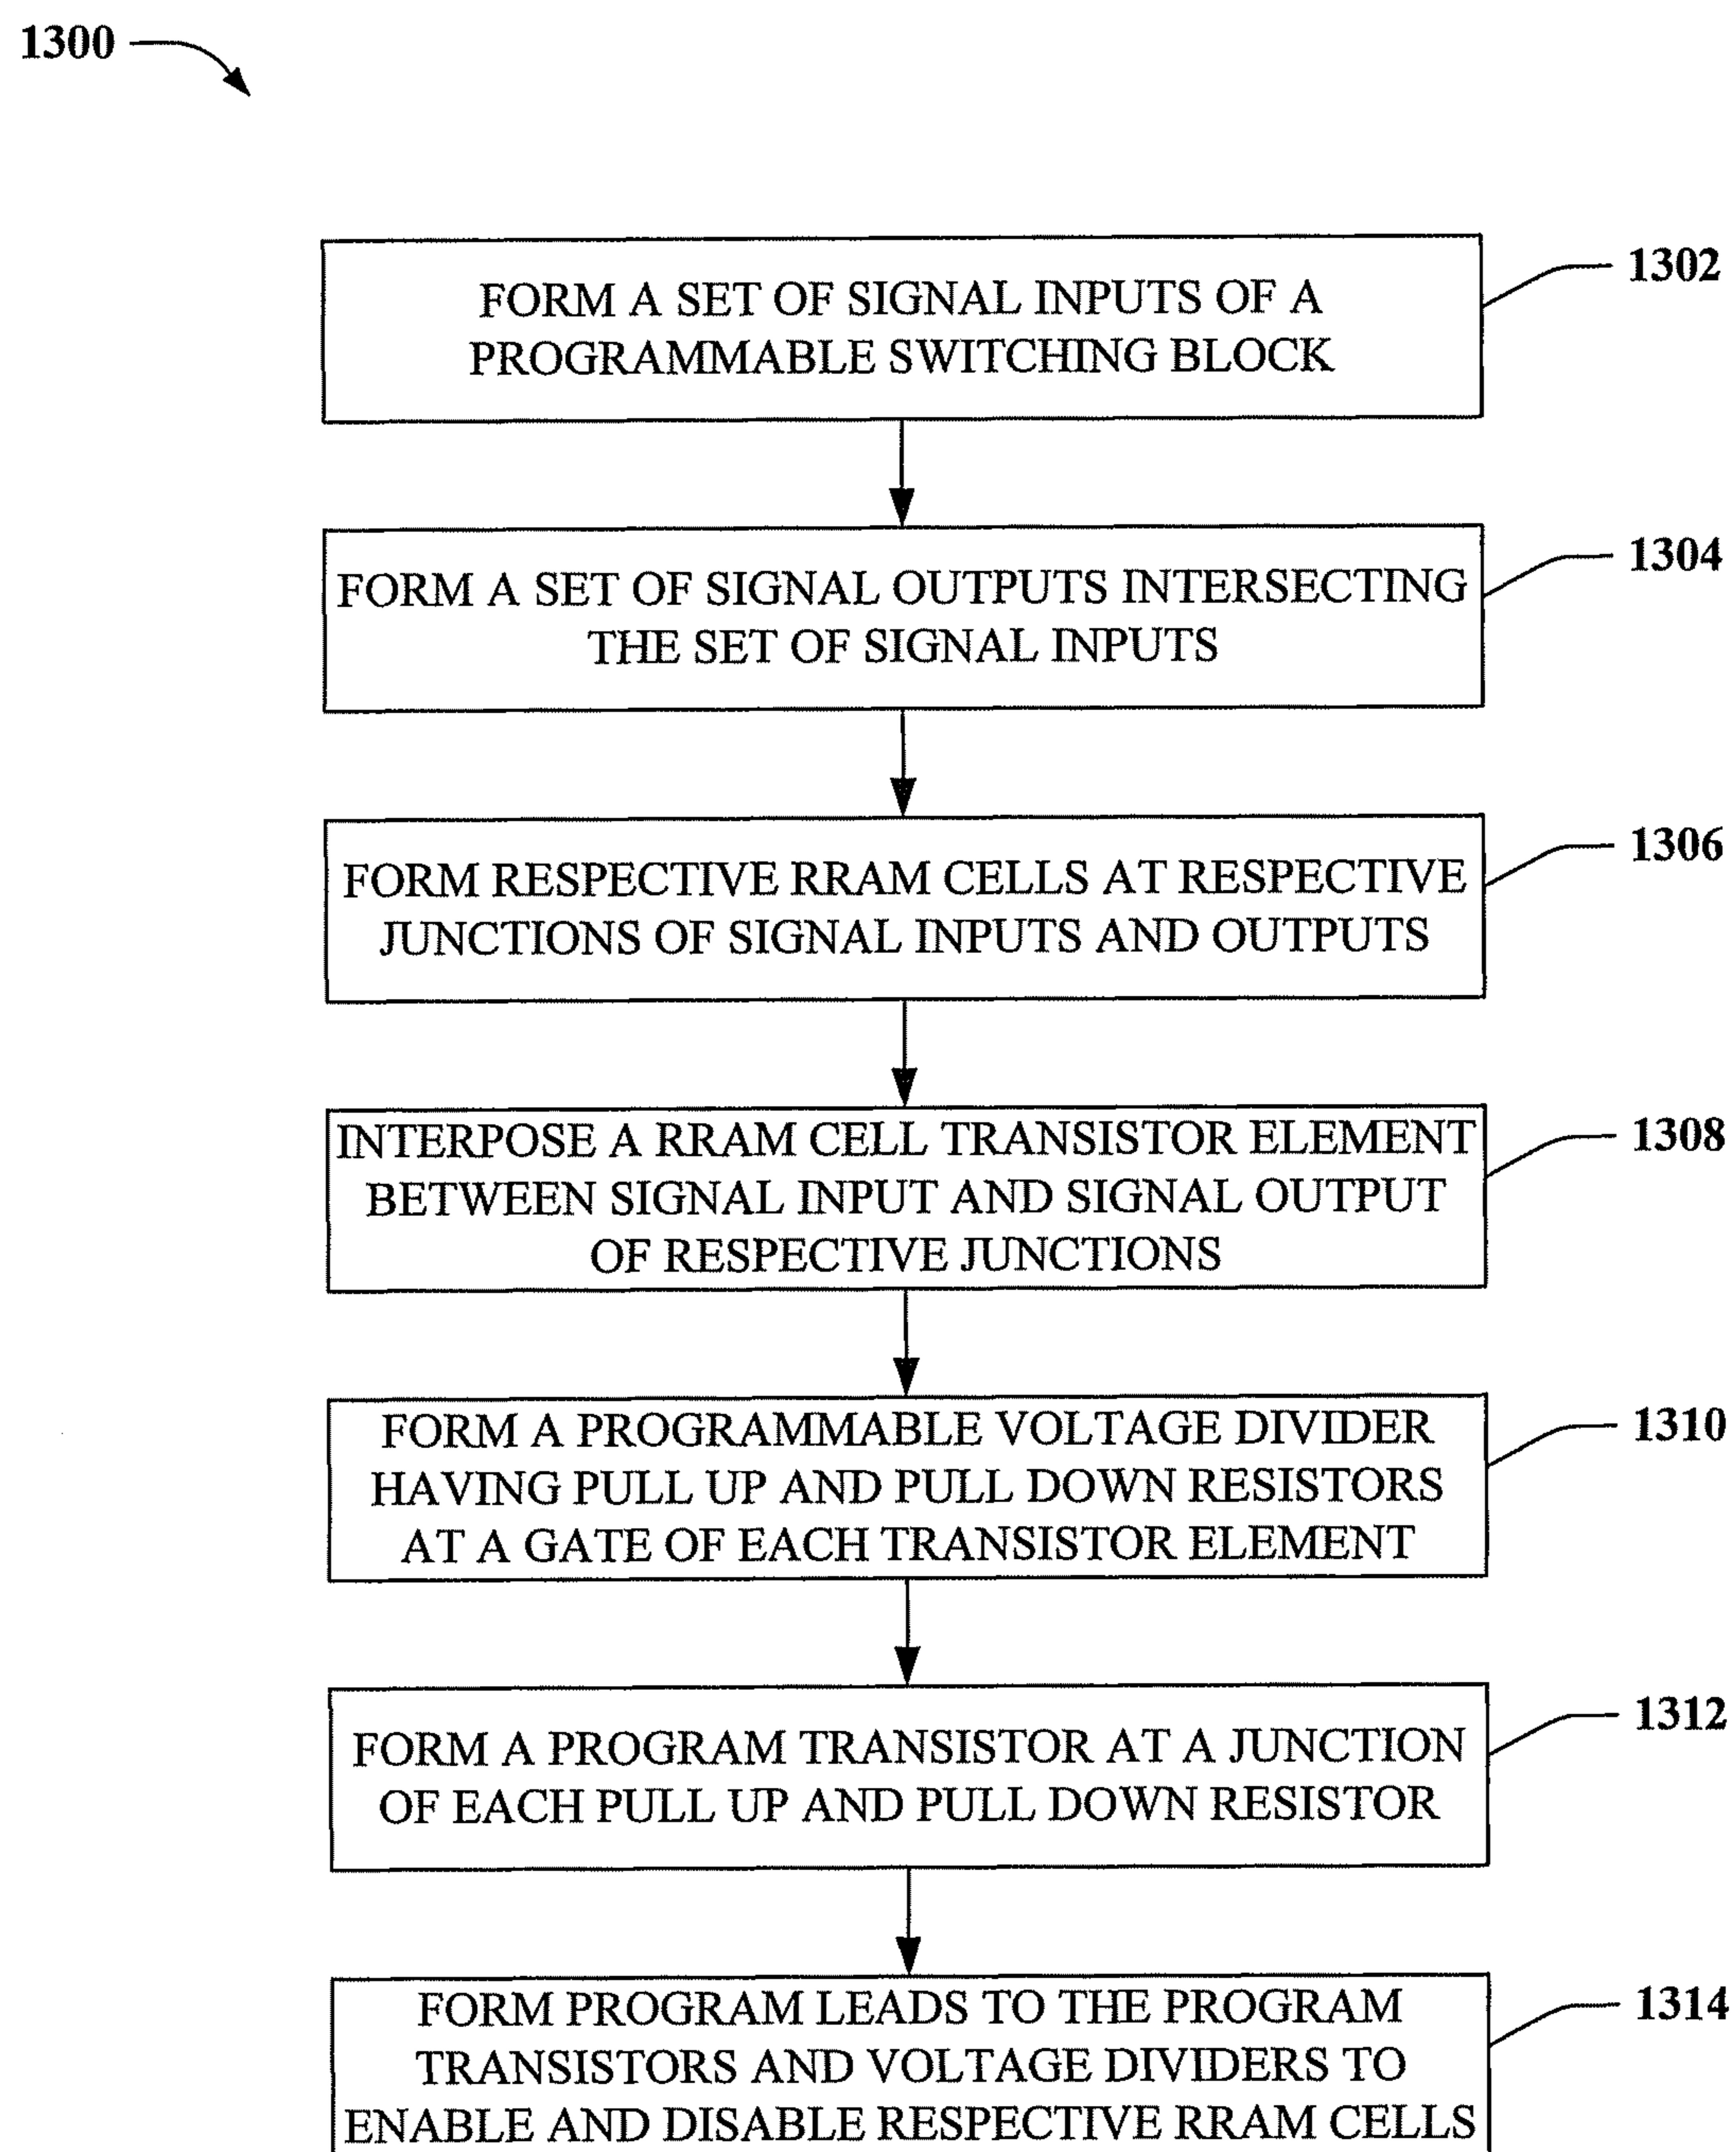 1300
FORM A SET OF SIGNAL INPUTS OF A
PROGRAMMABLE SWITCHING BLOCK
1302
FORM A SET OF SIGNAL OUTPUTS INTERSECTING
THE SET OF SIGNAL INPUTS
1304
FORM RESPECTIVE RRAM CELLS AT RESPECTIVE
JUNCTIONS OF SIGNAL INPUTS AND OUTPUTS
1306
INTERPOSE A RRAM CELL TRANSISTOR ELEMENT
BETWEEN SIGNAL INPUT AND SIGNAL OUTPUT
OF RESPECTIVE JUNCTIONS
1308
FORM A PROGRAMMABLE VOLTAGE DIVIDER
HAVING PULL UP AND PULL DOWN RESISTORS
AT A GATE OF EACH TRANSISTOR ELEMENT
1310
FORM A PROGRAM TRANSISTOR AT A JUNCTION
OF EACH PULL UP AND PULL DOWN RESISTOR
1312
FORM PROGRAM LEADS TO THE PROGRAM
TRANSISTORS AND VOLTAGE DIVIDERS TO
ENABLE AND DISABLE RESPECTIVE RRAM CELLS
1314